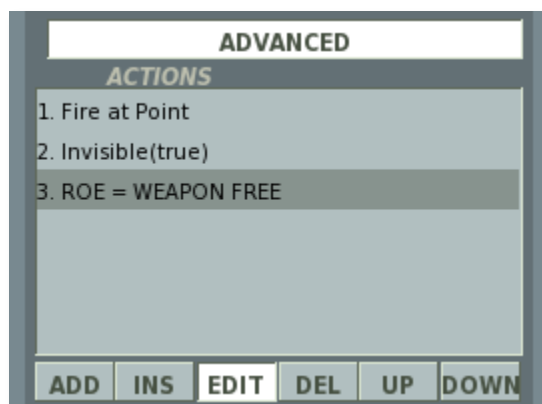 ADVANCED
ACTIONS
1. Fire at Point
2. Invisible(true)
3. ROE = WEAPON FREE
ADD INS EDIT DEL UP DOWN